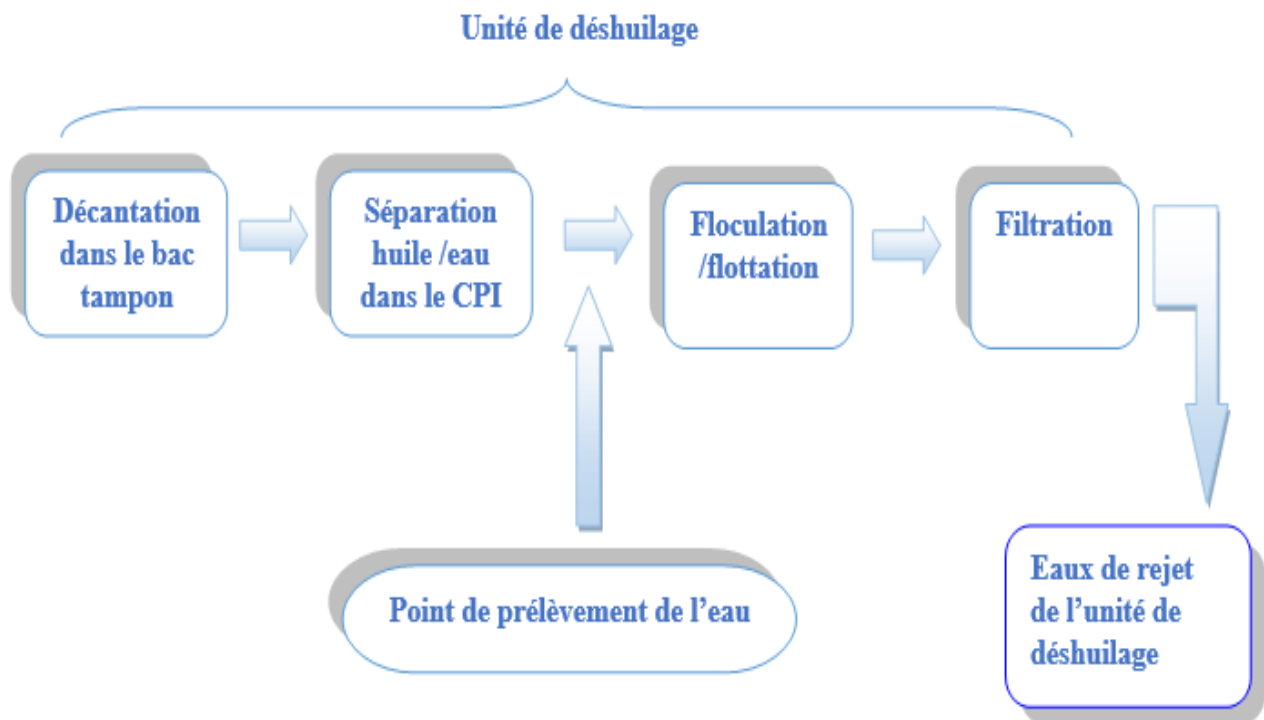 Unité de déshuilage
Décantation
dans le bac
tampon
Séparation
huile /eau
dans le CPI
Floculation
/flottation
Filtration
Point de prélèvement de l’eau
Eaux de rejet
de l’unité de
déshuilage